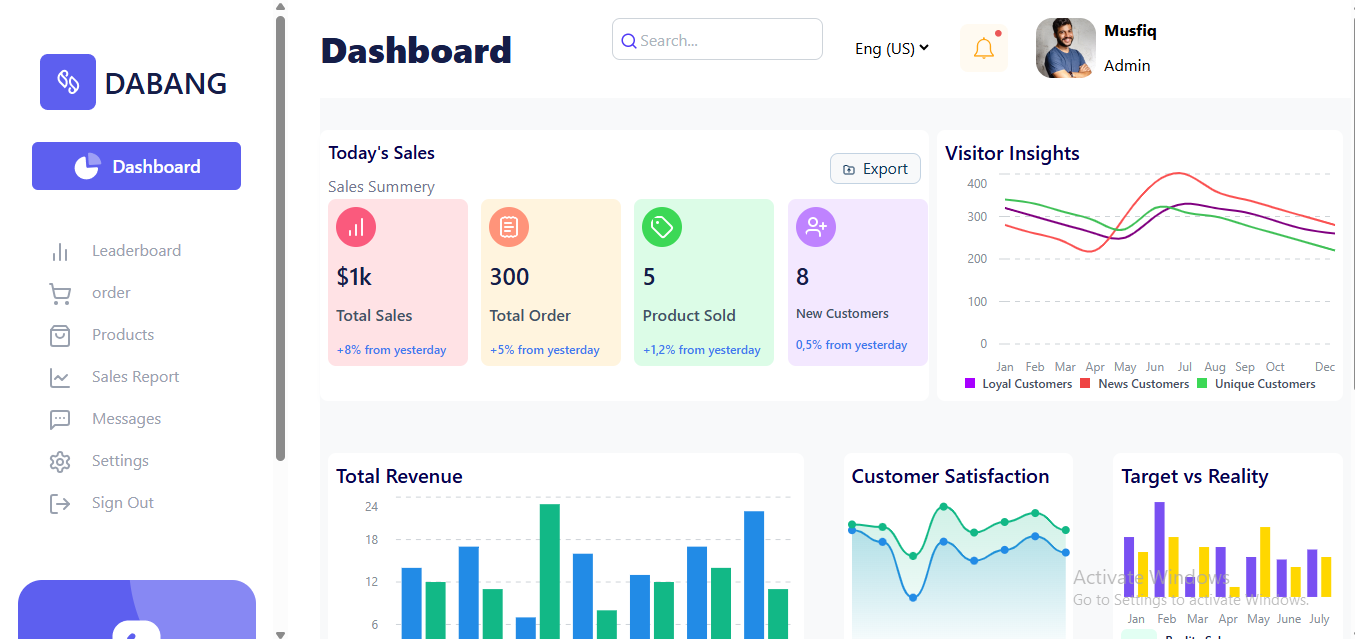 DABANG
Dashboard
Leaderboard
order
Products
Sales Report
Messages
Settings
Sign Out
Dashboard
Search...
Eng (US)
Musfiq
Admin
Today's Sales
Sales Summery
Export
$1k
Total Sales
+8% from yesterday
300
Total Order
+5% from yesterday
5
Product Sold
+1,2% from yesterday
8
New Customers
0,5% from yesterday
Visitor Insights
400
300
200
100
0
Jan Feb Mar Apr May Jun Jul Aug Sep Oct Dec
Loyal Customers News Customers Unique Customers
Total Revenue
24
18
12
6
Customer Satisfaction
Target vs Reality
Jan Feb Mar Apr May June July
Activate Windows
Go to Settings to activate Windows.